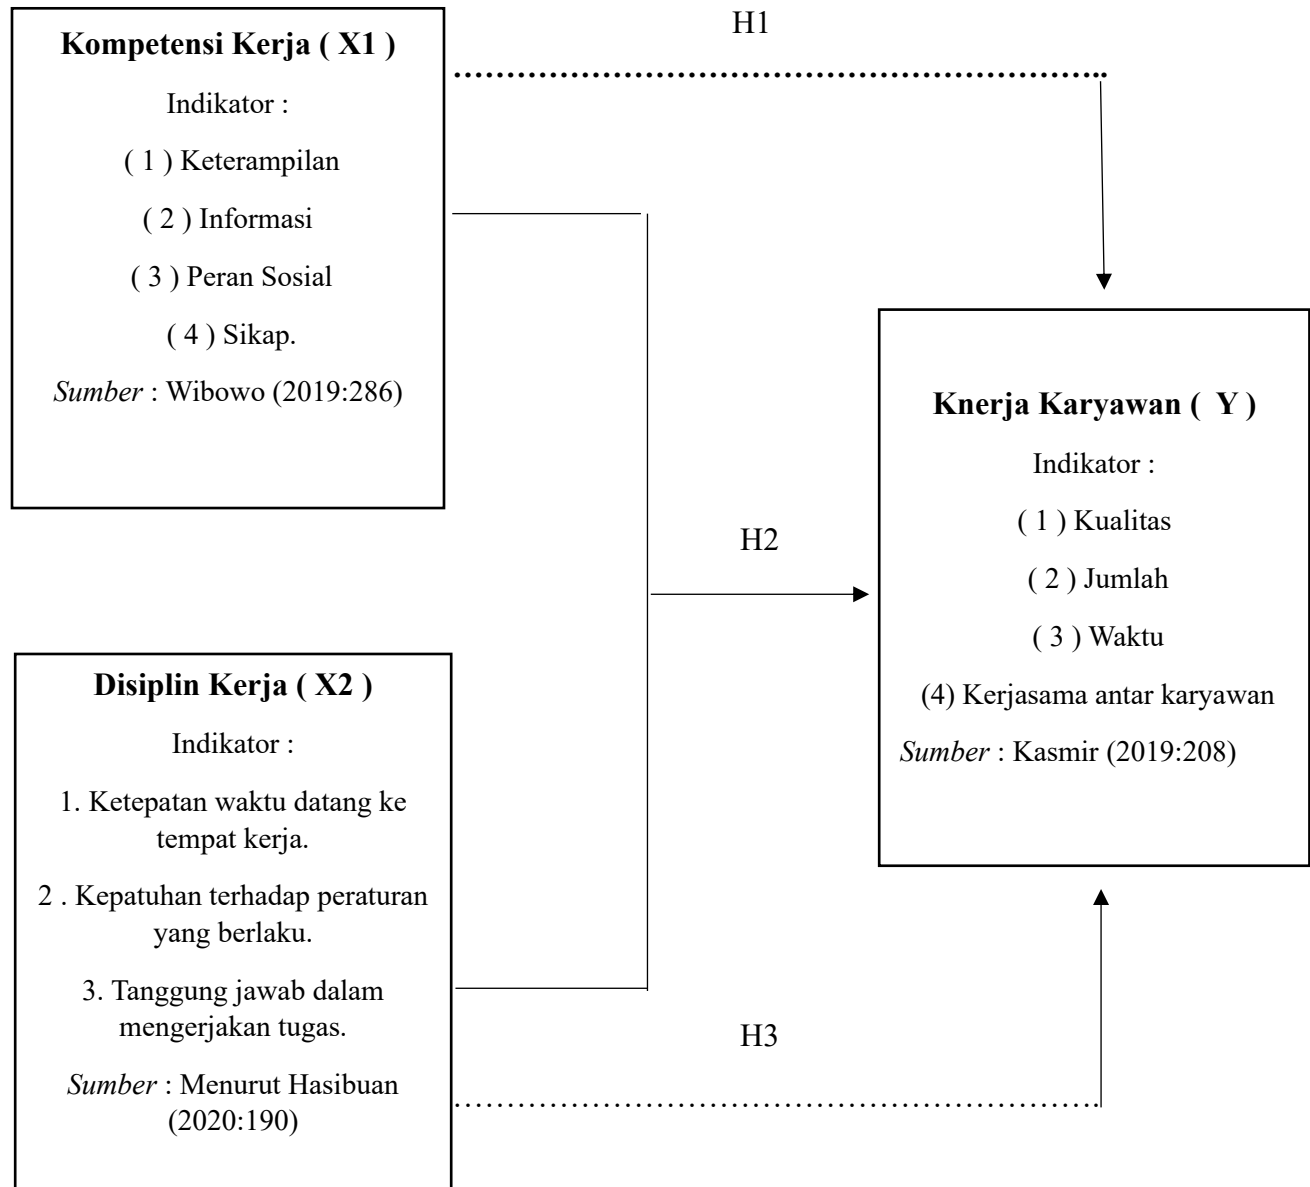 H1
Kompetensi Kerja ( X1 )
Indikator :
( 1 ) Keterampilan
( 2 ) Informasi
( 3 ) Peran Sosial
( 4 ) Sikap.
Sumber : Wibowo (2019:286)
Knerja Karyawan (  Y )
Indikator :
( 1 ) Kualitas
( 2 ) Jumlah
( 3 ) Waktu
(4) Kerjasama antar karyawan
Sumber : Kasmir (2019:208)
H2
Disiplin Kerja ( X2 )
Indikator :
1. Ketepatan waktu datang ke
tempat kerja.
2 . Kepatuhan terhadap peraturan
yang berlaku.
3. Tanggung jawab dalam
mengerjakan tugas.
Sumber : Menurut Hasibuan
(2020:190)
H3